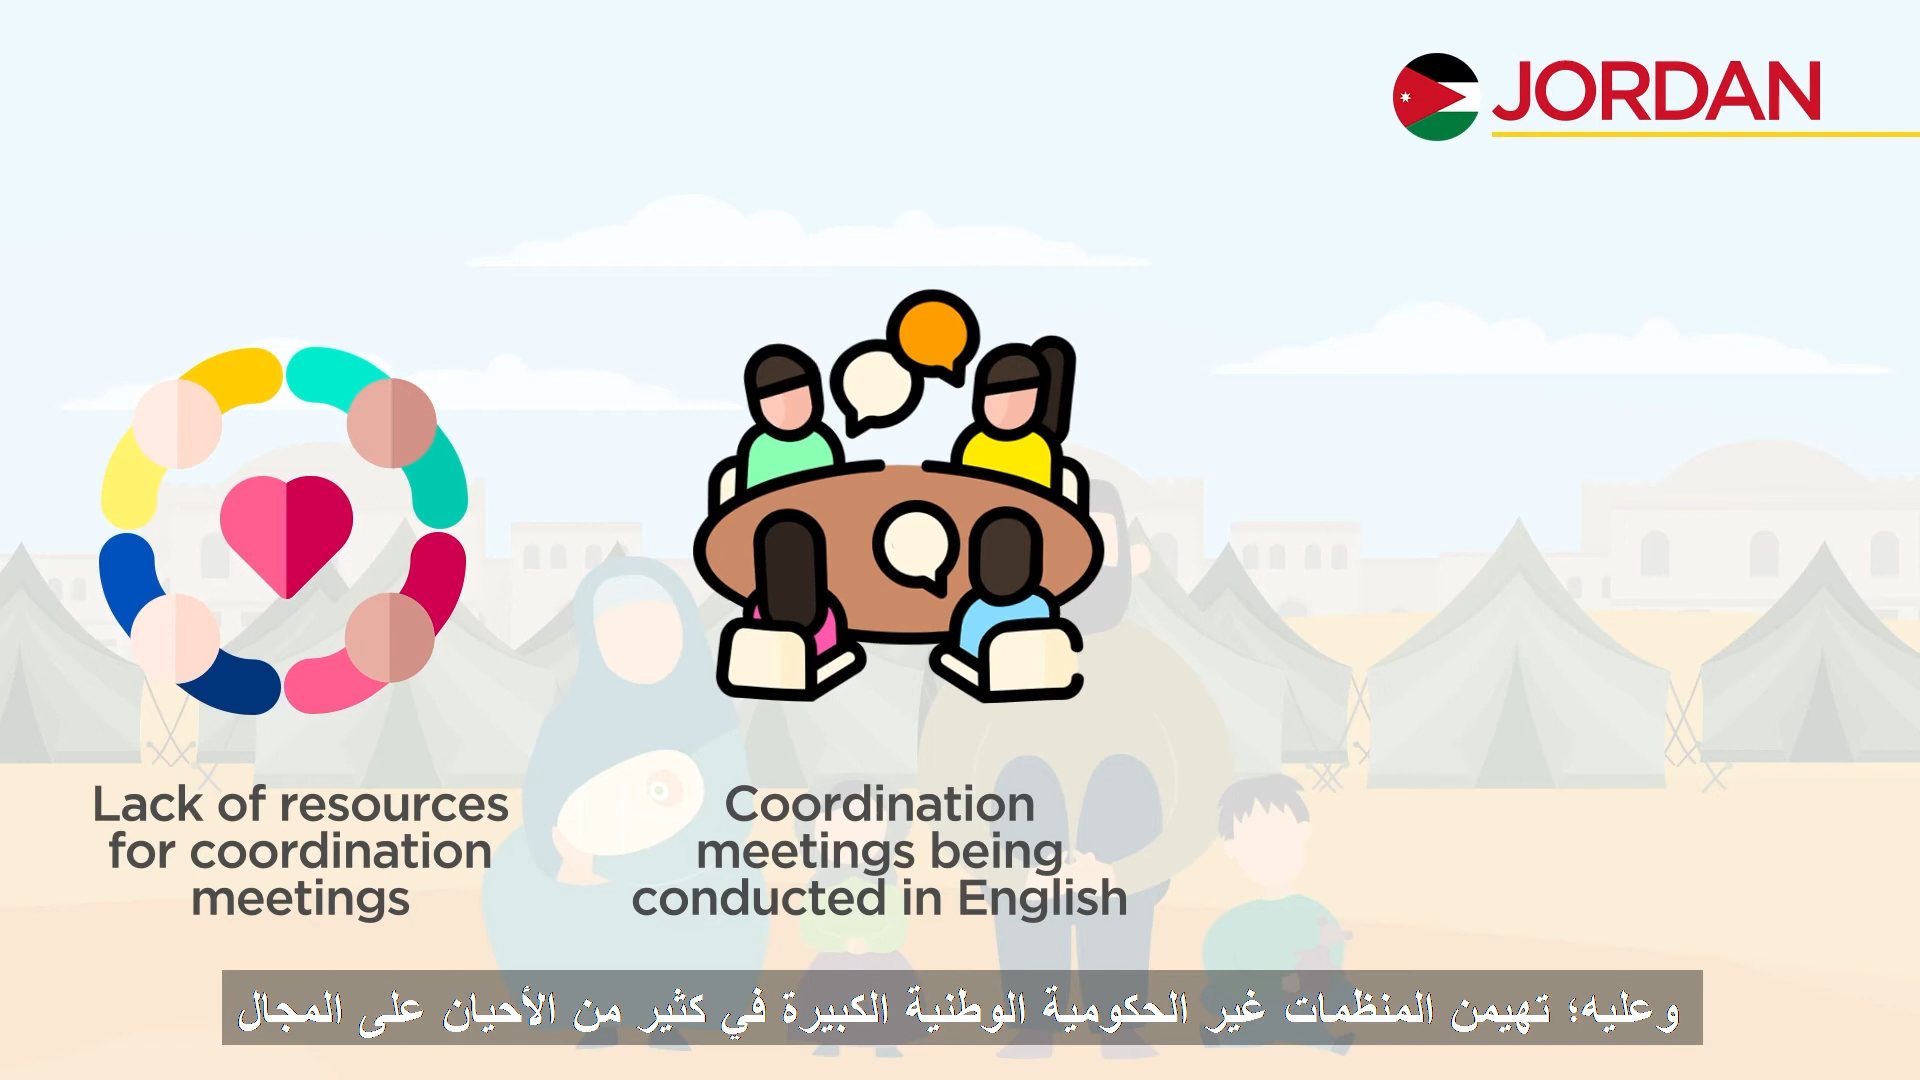 JORDAN
Lack of resources
for coordination
meetings
Coordination
meetings being
conducted in English
وعليه؛ تهيمن المنظمات غير الحكومية الوطنية الكبيرة في كثير من الأحيان على المجال